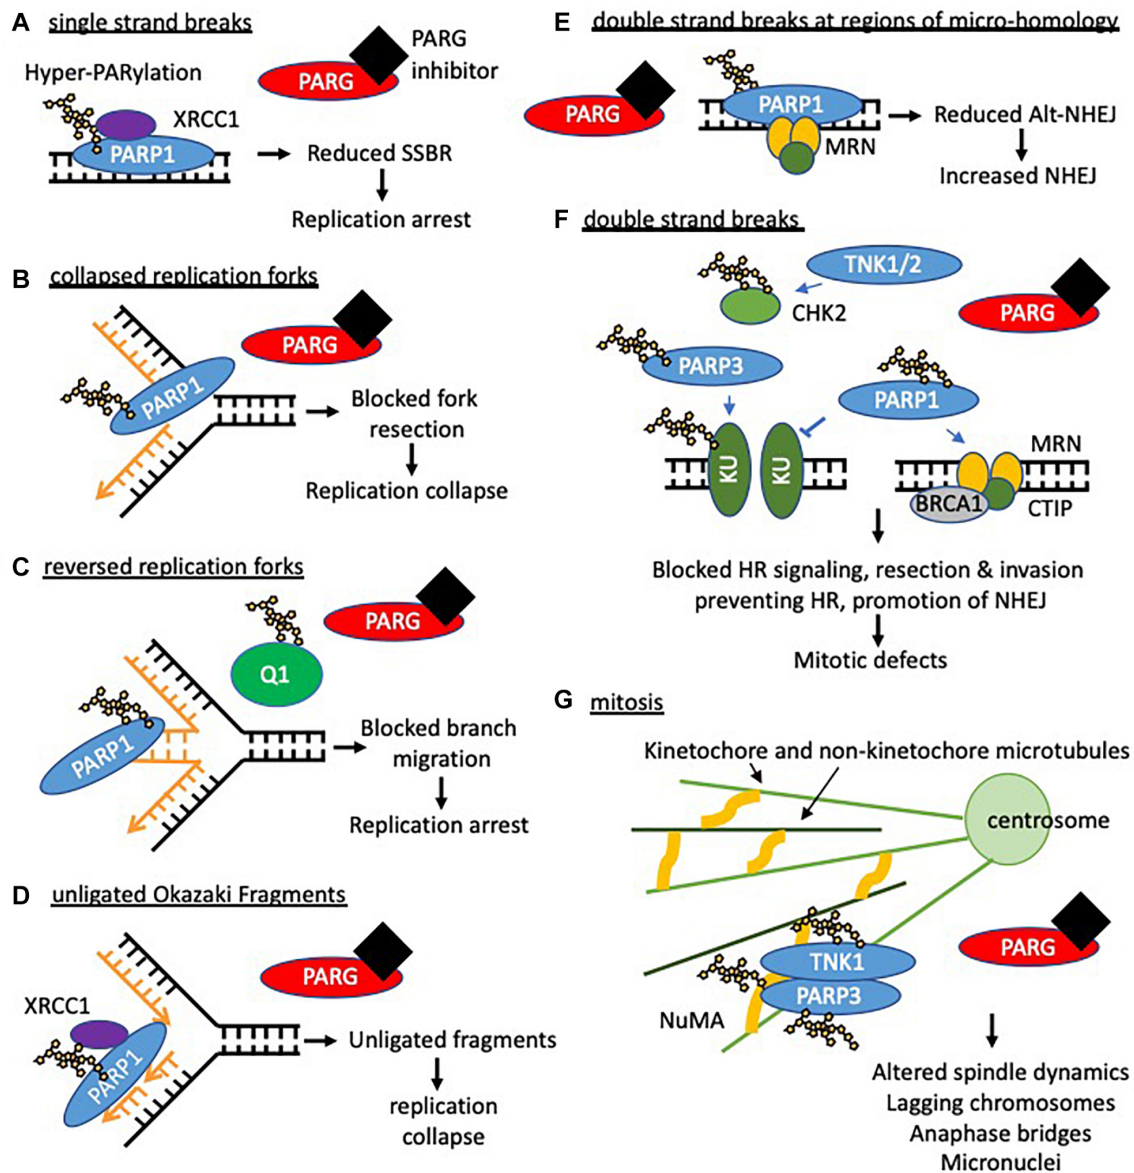 A single strand breaks
PARG
inhibitor
PARG
Hyper-PARylation
XRCC1
PARP1
Reduced SSBR
Replication arrest
B collapsed replication forks
PARG
PARP1
Blocked fork
resection
Replication collapse
C reversed replication forks
PARG
Q1
PARP1
Blocked branch
migration
Replication arrest
D unligated Okazaki Fragments
PARG
XRCC1
PARP1
Unligated fragments
replication
collapse
E double strand breaks at regions of micro-homology
PARG
PARP1
MRN
Reduced Alt-NHEJ
Increased NHEJ
F double strand breaks
TNK1/2
CHK2
PARG
PARP3
PARP1
KU
KU
MRN
BRCA1
CTIP
Blocked HR signaling, resection & invasion
preventing HR, promotion of NHEJ
Mitotic defects
G mitosis
Kinetochore and non-kinetochore microtubules
centrosome
PARG
TNK1
PARP3
NuMA
Altered spindle dynamics
Lagging chromosomes
Anaphase bridges
Micronuclei